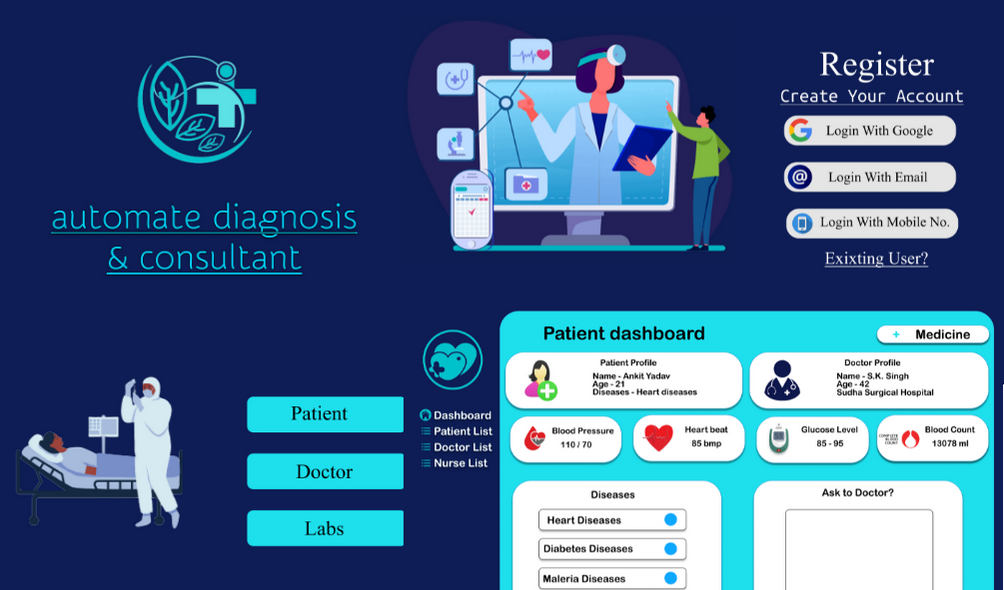 automate diagnosis
& consultant
Register
Create Your Account
Login With Google
@
Login With Email
Login With Mobile No.
Exixting User?
Patient
Doctor
Labs
Dashboard
Patient List
Doctor List
Nurse List
Patient dashboard
+ Medicine
Patient Profile
Name - Ankit Yadav
Age - 21
Diseases - Heart diseases
Doctor Profile
Name - S.K. Singh
Age - 42
Sudha Surgical Hospital
Blood Pressure
110 / 70
Heart beat
85 bmp
Glucose Level
85 - 95
COMPLETE
BLOOD
COUNT
Blood Count
13078 ml
Diseases
Heart Diseases
Diabetes Diseases
Maleria Diseases
Ask to Doctor?